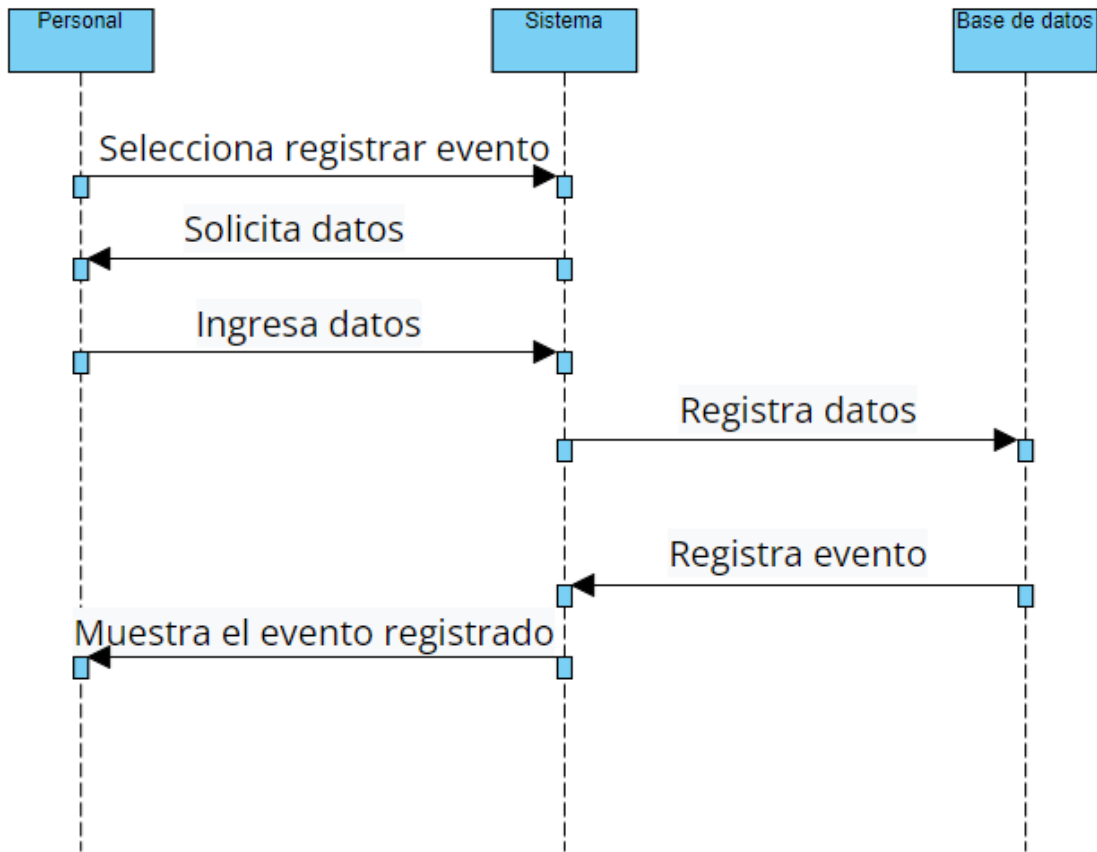 Personal
Sistema
Base de datos
Selecciona registrar evento
Solicita datos
Ingresa datos
Registra datos
Registra evento
Muestra el evento registrado